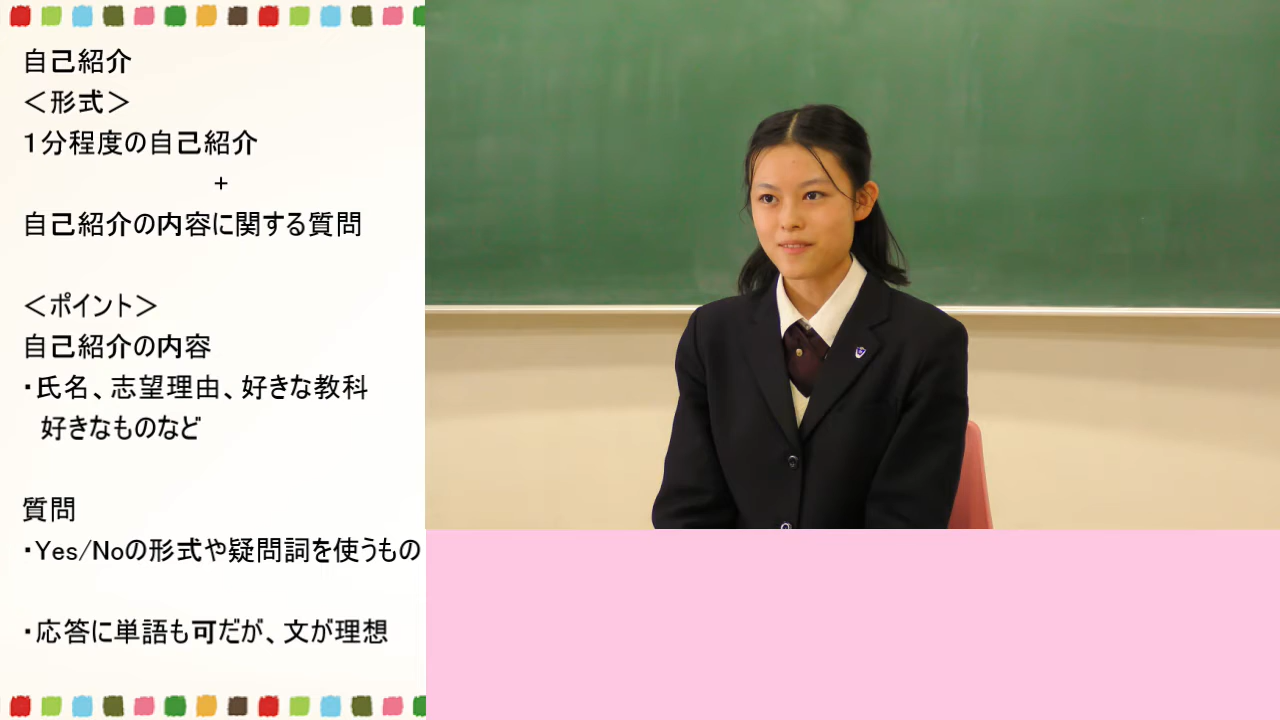 自己紹介
＜形式＞
１分程度の自己紹介
+
自己紹介の内容に関する質問
＜ポイント＞
自己紹介の内容
・氏名、志望理由、好きな教科
好きなものなど
質問
・Yes/Noの形式や疑問詞を使うもの
・応答に単語も可だが、文が理想